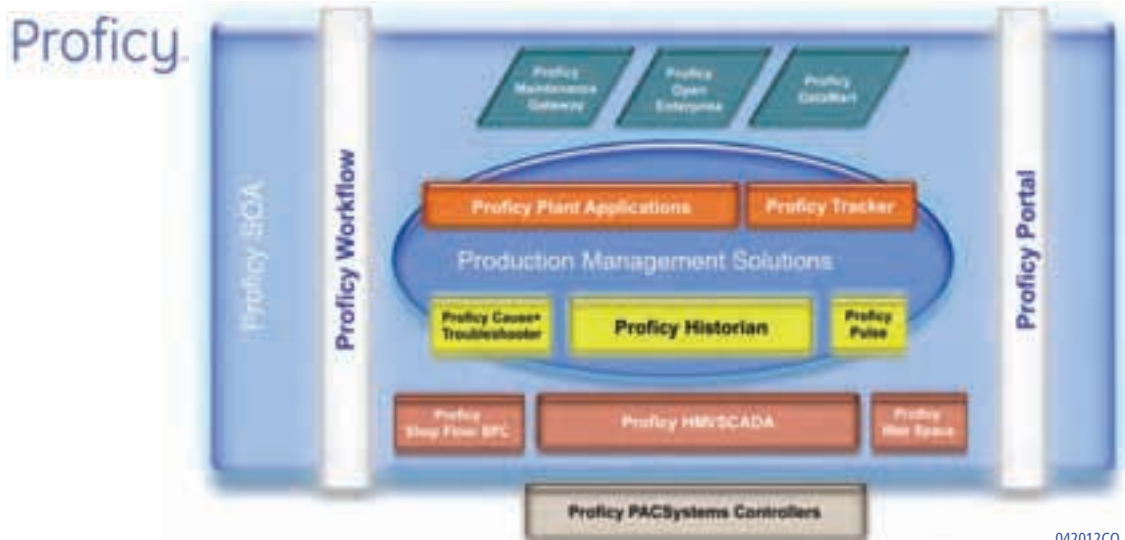 Proficy
Proficy SOA
Proficy Workflow
Proficy Portal
Proficy
Maintenance
Gateway
Proficy
Open
Enterprise
Proficy
DataMart
Proficy Plant Applications
Proficy Tracker
Production Management Solutions
Proficy Cause+
Troubleshooter
Proficy Historian
Proficy
Pulse
Proficy
Shop Floor SPC
Proficy HMI/SCADA
Proficy
Web Space
Proficy PACSystems Controllers
042012CO